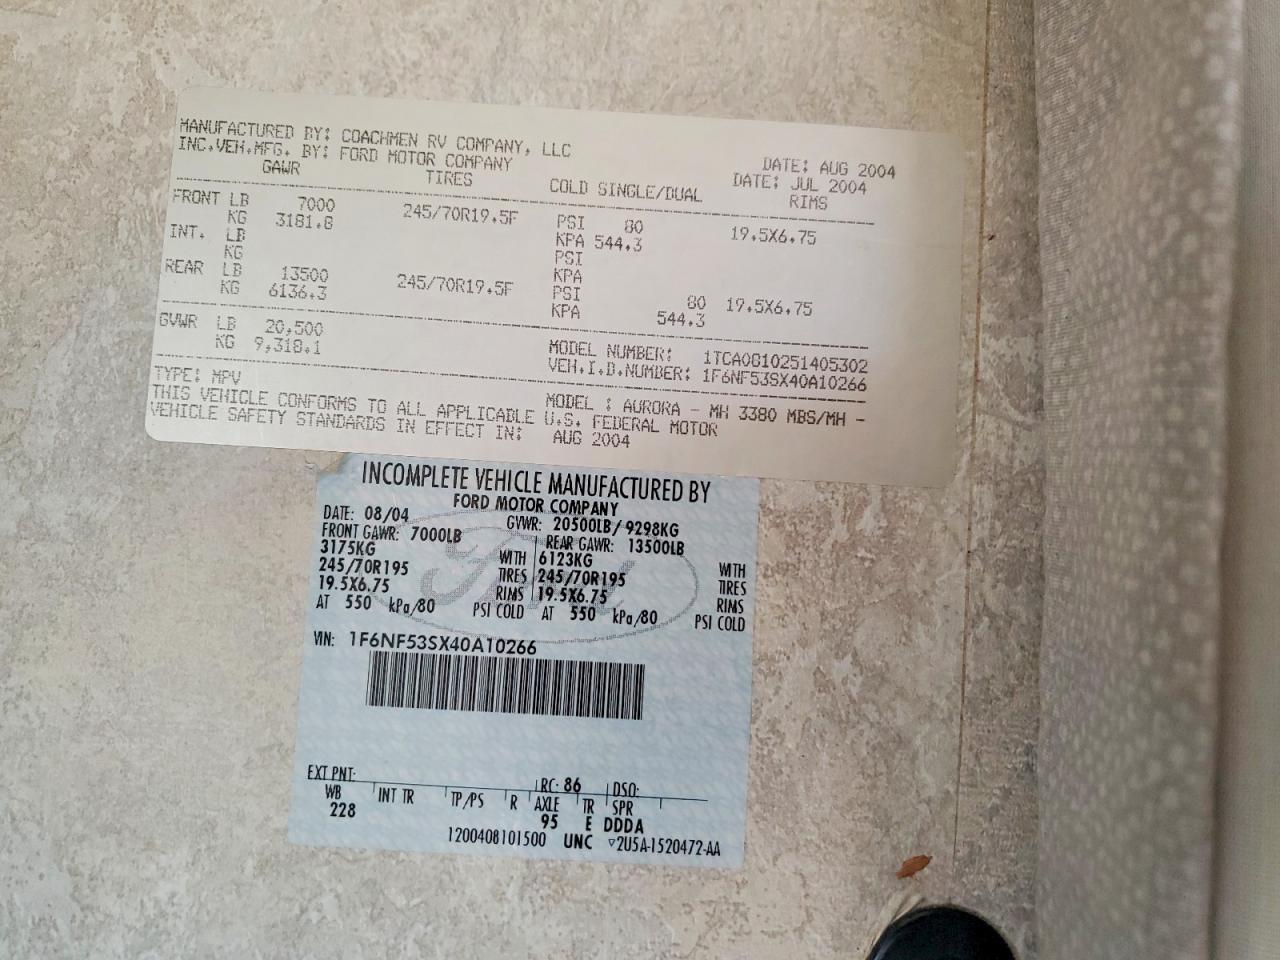 MANUFACTURED BY: COACHMEN RV COMPANY, LLC DATE: AUG 2004
INC.VEH.MFG. BY: FORD MOTOR COMPANY DATE: JUL 2004
GAWR TIRES COLD SINGLE/DUAL RIMS
FRONT LB 7000 245/70R19.5F PSI 80 19.5X6.75
KG 3181.8 KPA 544.3
INT. LB PSI
KG KPA
REAR LB 13500 245/70R19.5F PSI 80 19.5X6.75
KG 6136.3 KPA 544.3
GVWR LB 20,500
KG 9,318.1 MODEL NUMBER: 1TCA0610251405302
VEH.I.D.NUMBER: 1F6NF53SX40A10266
TYPE: MPV MODEL : AURORA - MH 3380 MBS/MH -
THIS VEHICLE CONFORMS TO ALL APPLICABLE U.S. FEDERAL MOTOR
VEHICLE SAFETY STANDARDS IN EFFECT IN: AUG 2004
INCOMPLETE VEHICLE MANUFACTURED BY
FORD MOTOR COMPANY
DATE: 08/04 GVWR: 20500LB/ 9298KG
FRONT GAWR: 7000LB REAR GAWR: 13500LB
3175KG WITH 6123KG WITH
245/70R195 TIRES 245/70R195 TIRES
19.5X6.75 RIMS 19.5X6.75 RIMS
AT 550 kPa/80 PSI COLD AT 550 kPa/80 PSI COLD
Ford
VIN: 1F6NF53SX40A10266
EXT PNT: RC: 86 DSO:
WB INT TR TP/PS R AXLE TR SPR
228 95 E DDDA
1200408101500 UNC ▽2U5A-1520472-AA